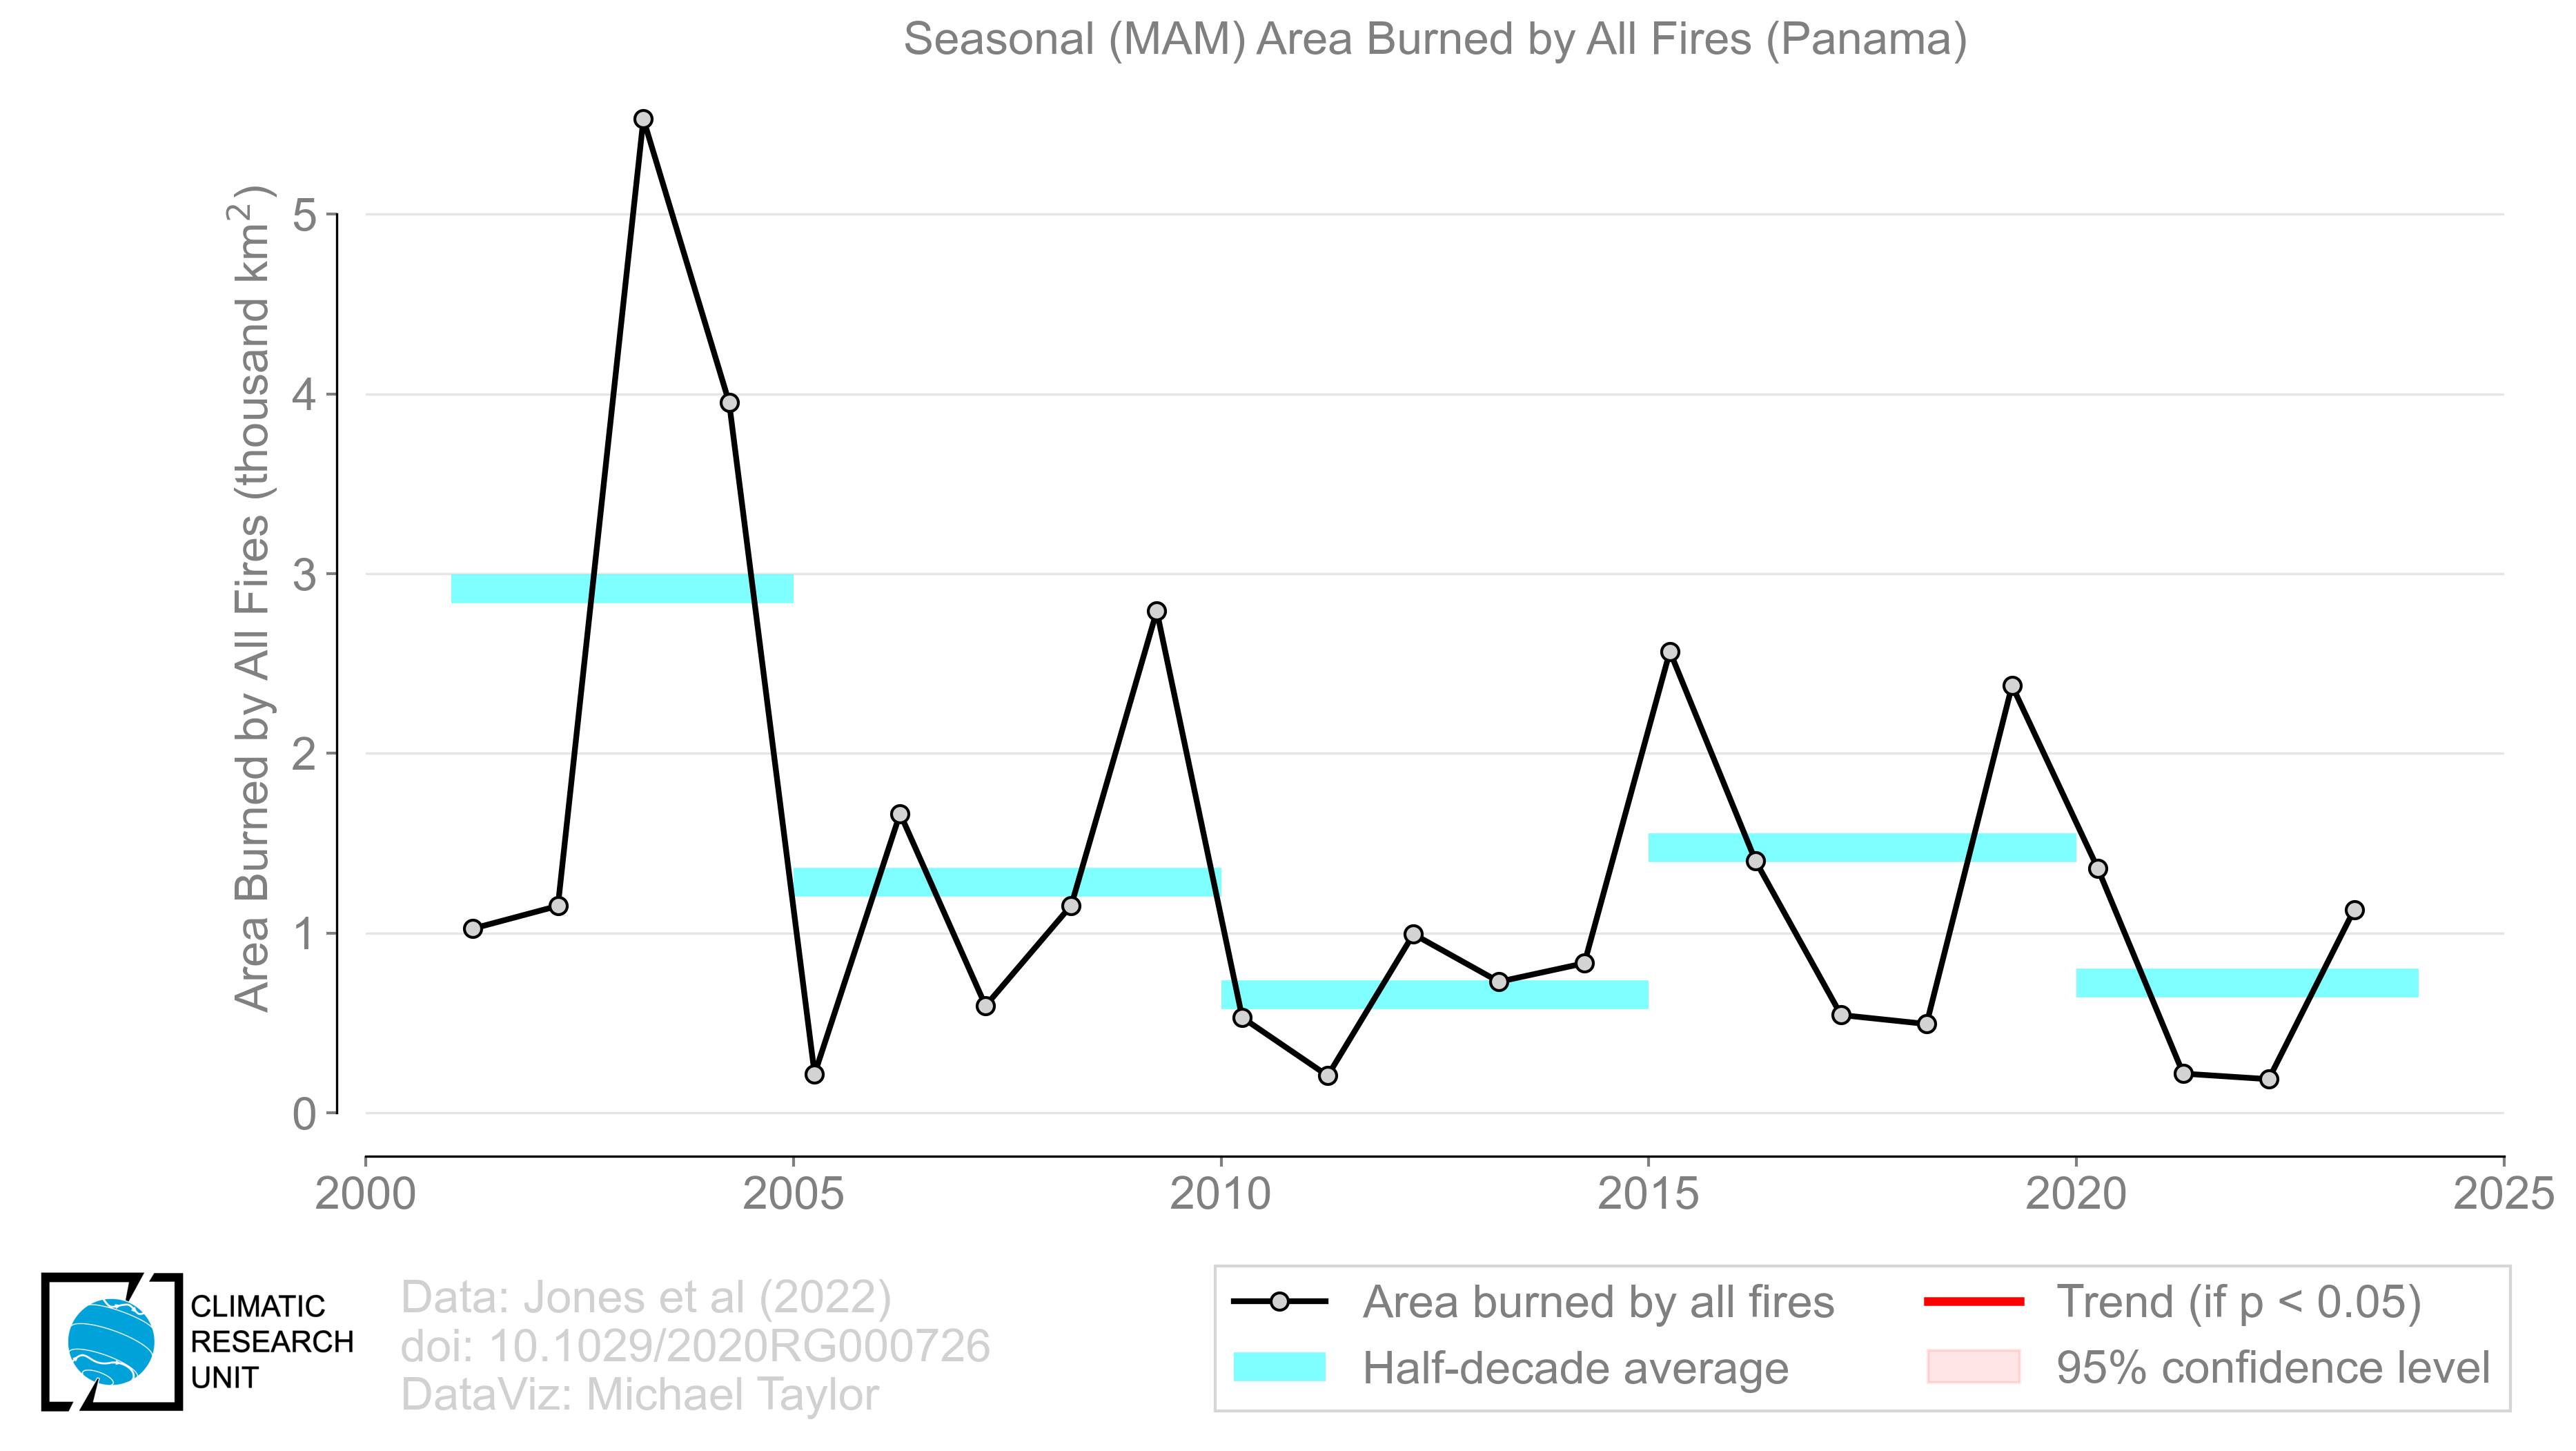 Seasonal (MAM) Area Burned by All Fires (Panama)
Area Burned by All Fires (thousand km²)
5
4
3
2
1
0
2000 2005 2010 2015 2020 2025
CLIMATIC
RESEARCH
UNIT
Data: Jones et al (2022)
doi: 10.1029/2020RG000726
DataViz: Michael Taylor
Area burned by all fires
Half-decade average
Trend (if p < 0.05)
95% confidence level